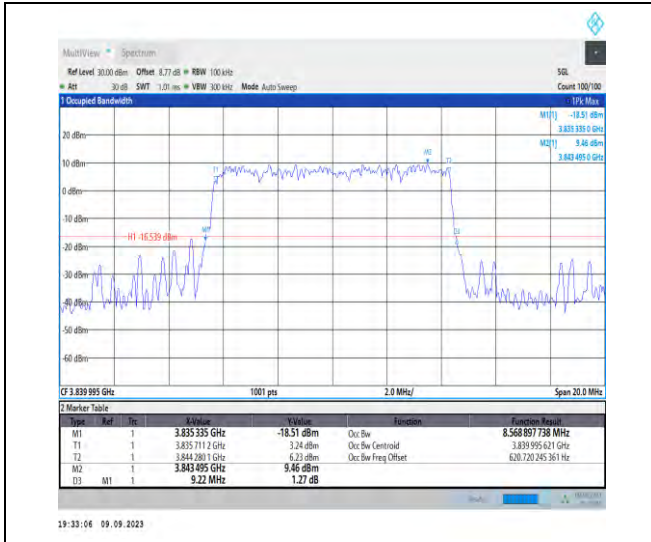 MultiView Spectrum
Ref Level 30.00 dBm Offset 8.77 dB RBW 100 kHz SGL
Att 30 dB SWT 1.01 ms VBW 300 kHz Mode Auto Sweep Count 100/100
1 Occupied Bandwidth 1Pk Max
M1[1] -18.51 dBm
3.835 335 0 GHz
M2[1] 9.46 dBm
3.843 495 0 GHz
20 dBm
10 dBm
0 dBm
-10 dBm
-20 dBm
-30 dBm
-40 dBm
-50 dBm
-60 dBm
H1 -16.539 dBm
T1
M2
T2
M1
D3
CF 3.839 995 GHz 1001 pts 2.0 MHz/ Span 20.0 MHz
2 Marker Table
Type Ref Trc X-Value Y-Value Function Function Result
M1 1 3.835 335 GHz -18.51 dBm Occ Bw 8.568 897 738 MHz
T1 1 3.835 711 2 GHz 3.24 dBm Occ Bw Centroid 3.839 995 621 GHz
T2 1 3.844 280 1 GHz 6.23 dBm Occ Bw Freq Offset 620.720 245 361 Hz
M2 1 3.843 495 GHz 9.46 dBm
D3 M1 1 9.22 MHz 1.27 dB
19:33:06 09.09.2023